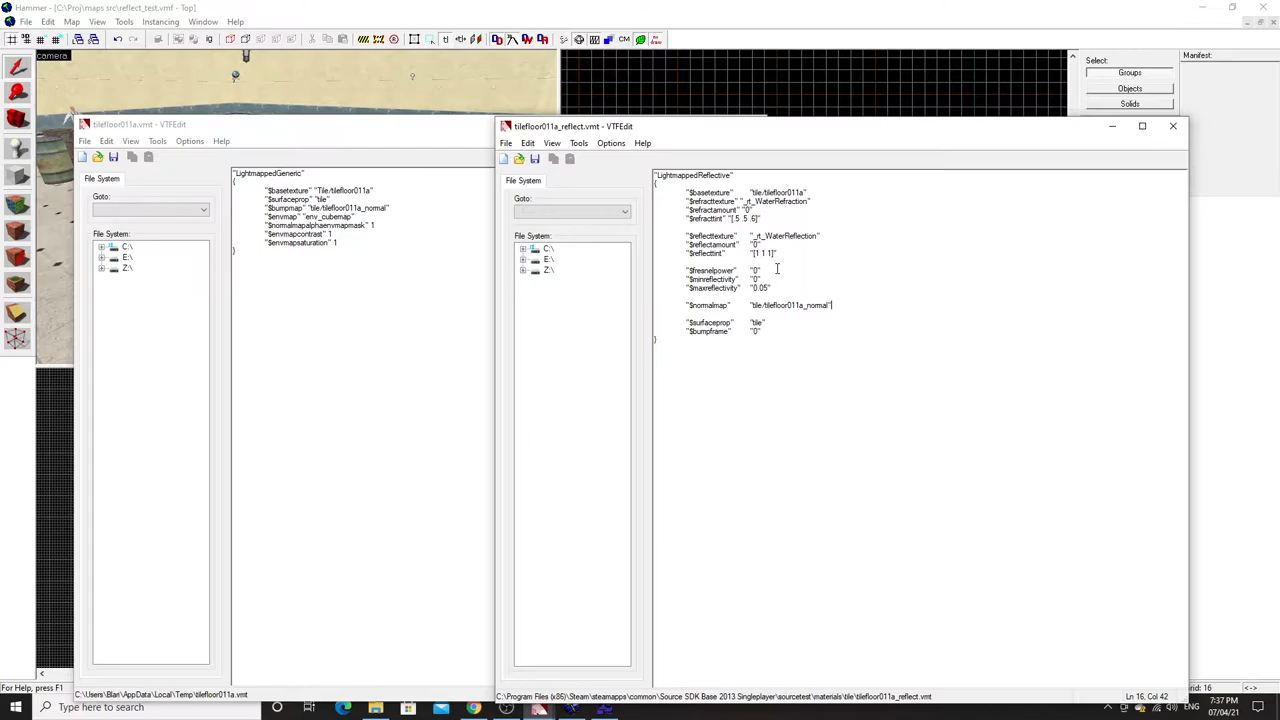 Hammer - [C:\Proj\maps src\reflect_test.vmf - Top]
File Edit Map View Tools Instancing Window Help
camera
Select:
Groups
Objects
Solids
Manifest:
tilefloor011a.vmt - VTFEdit
File Edit View Tools Options Help
File System
Goto:
File System:
C:\
E:\
Z:\
"LightmappedGeneric"
{
"$basetexture" "Tile/tilefloor011a"
"$surfaceprop" "tile"
"$bumpmap" "tile/tilefloor011a_normal"
"$envmap" "env_cubemap"
"$normalmapalphaenvmapmask" 1
"$envmapcontrast" 1
"$envmapsaturation" 1
}
C:\Users\Blan\AppData\Local\Temp\tilefloor011a.vmt
tilefloor011a_reflect.vmt - VTFEdit
File Edit View Tools Options Help
File System
Goto:
File System:
C:\
E:\
Z:\
"LightmappedReflective"
{
"$basetexture" "tile/tilefloor011a"
"$refracttexture" "_rt_WaterRefraction"
"$refractamount" "0"
"$refracttint" "[.5 .5 .6]"
"$reflecttexture" "_rt_WaterReflection"
"$reflectamount" "0"
"$reflecttint" "[1 1 1]"
"$fresnelpower" "0"
"$minreflectivity" "0"
"$maxreflectivity" "0.05"
"$normalmap" "tile/tilefloor011a_normal"
"$surfaceprop" "tile"
"$bumpframe" "0"
}
C:\Program Files (x86)\Steam\steamapps\common\Source SDK Base 2013 Singleplayer\sourcetest\materials\tile\tilefloor011a_reflect.vmt
Ln 16, Col 42
For Help, press F1
rid: 16
<->
Type here to search
7:37 PM
07/04/21